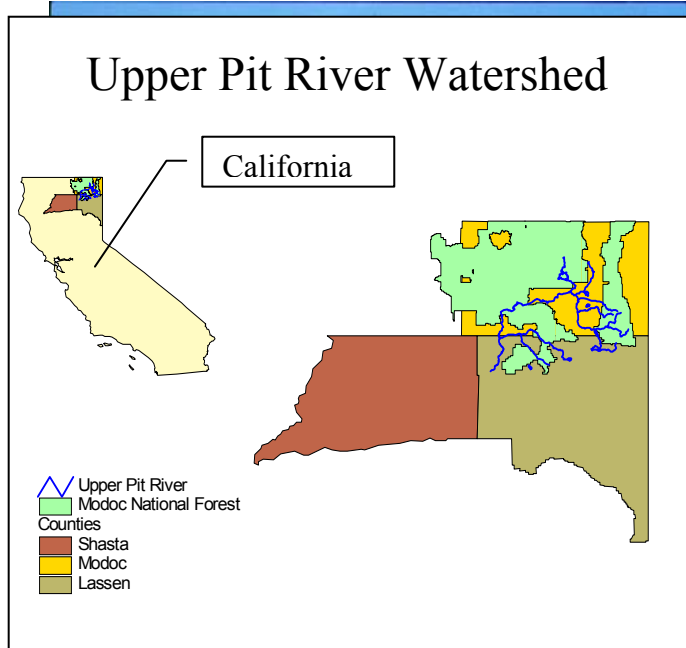 Upper Pit River Watershed
California
Upper Pit River
Modoc National Forest
Counties
Shasta
Modoc
Lassen